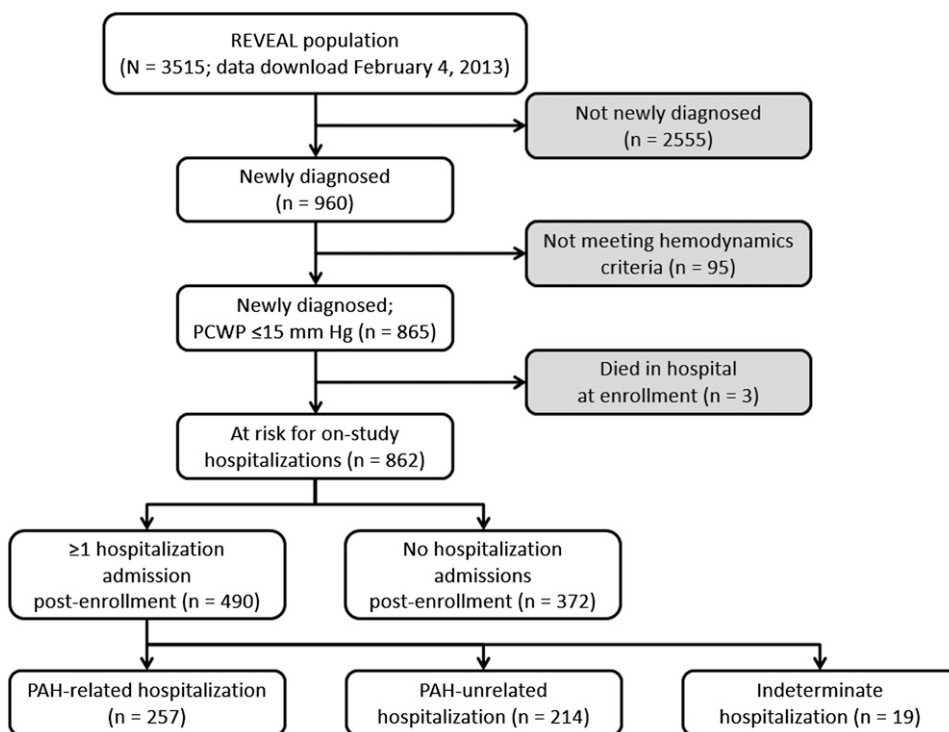 REVEAL population
(N = 3515; data download February 4, 2013)
Not newly diagnosed
(n = 2555)
Newly diagnosed
(n = 960)
Not meeting hemodynamics
criteria (n = 95)
Newly diagnosed;
PCWP ≤15 mm Hg (n = 865)
Died in hospital
at enrollment (n = 3)
At risk for on-study
hospitalizations (n = 862)
≥1 hospitalization
admission
post-enrollment (n = 490)
No hospitalization
admissions
post-enrollment (n = 372)
PAH-related hospitalization
(n = 257)
PAH-unrelated
hospitalization (n = 214)
Indeterminate
hospitalization (n = 19)